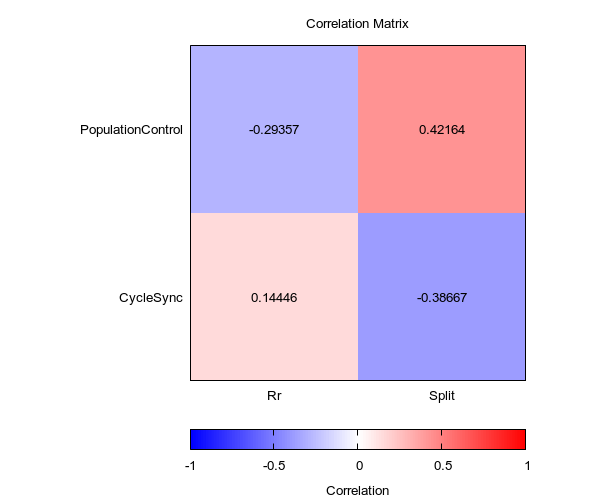 Correlation Matrix
PopulationControl
-0.29357
0.42164
CycleSync
0.14446
-0.38667
Rr
Split
-1
-0.5
0
0.5
1
Correlation